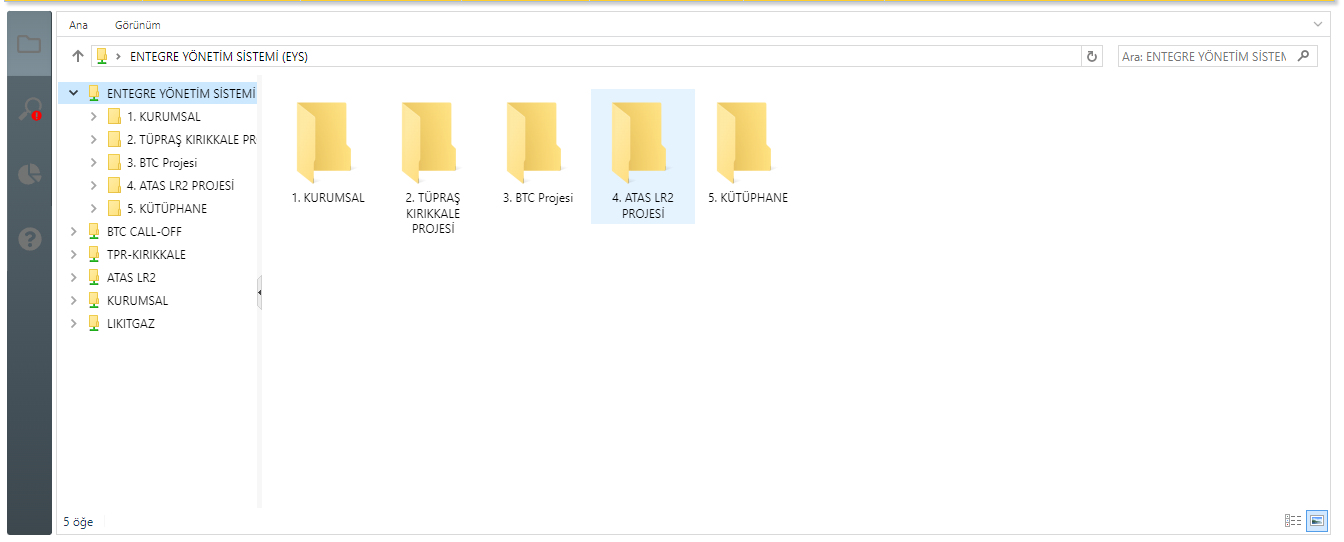 Ana Görünüm
ENTEGRE YÖNETİM SİSTEMİ (EYS)
Ara: ENTEGRE YÖNETİM SİSTEM
ENTEGRE YÖNETİM SİSTEMİ
1. KURUMSAL
2. TÜPRAŞ KIRIKKALE PR
3. BTC Projesi
4. ATAS LR2 PROJESİ
5. KÜTÜPHANE
BTC CALL-OFF
TPR-KIRIKKALE
ATAS LR2
KURUMSAL
LIKITGAZ
1. KURUMSAL
2. TÜPRAŞ
KIRIKKALE
PROJESİ
3. BTC Projesi
4. ATAS LR2
PROJESİ
5. KÜTÜPHANE
5 öğe